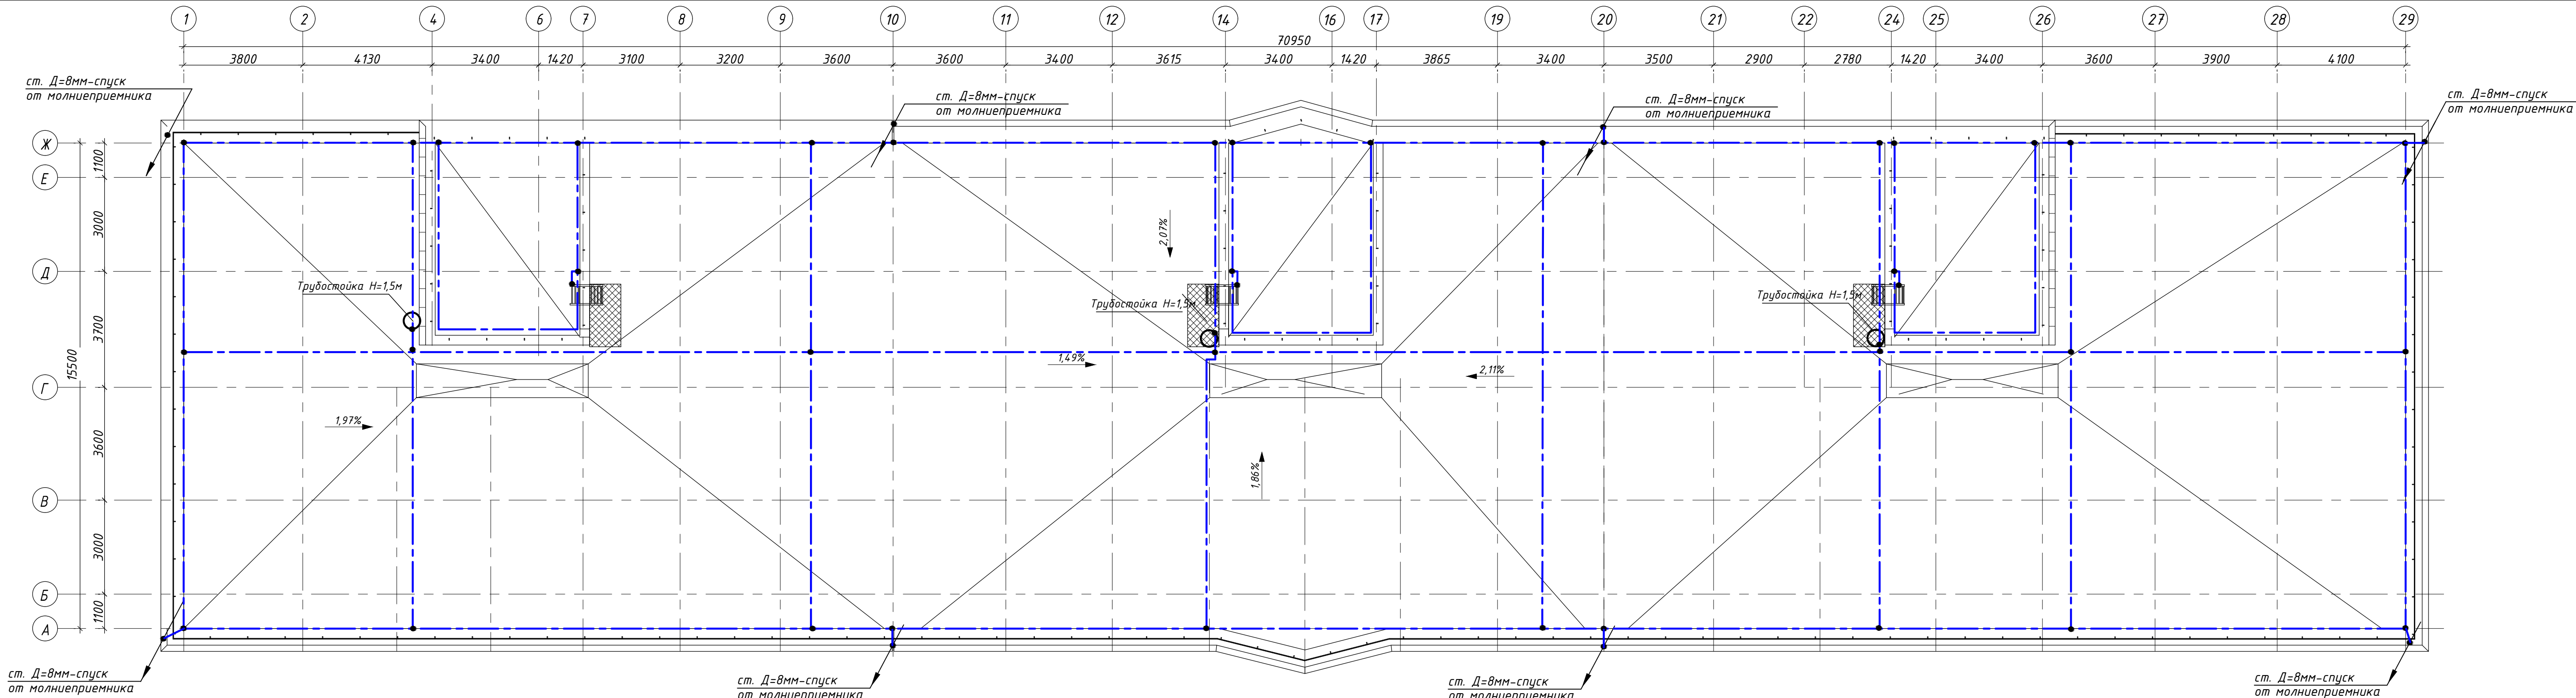 1 2 4 6 7 8 9 10 11 12 14 16 17 19 20 21 22 24 25 26 27 28 29
70950
3800 4130 3400 1420 3100 3200 3600 3600 3400 3615 3400 1420 3865 3400 3500 2900 2780 1420 3400 3600 3900 4100
ст. Д=8мм-спуск
от молниеприемника
ст. Д=8мм-спуск
от молниеприемника
ст. Д=8мм-спуск
от молниеприемника
ст. Д=8мм-спуск
от молниеприемника
Ж
1100
Е
3000
2,07%
Д
Трубостойка Н=1,5м
Трубостойка Н=1,5м
Трубостойка Н=1,5м
3700
15500
1,49%
2,11%
Г
1,97%
3600
1,86%
В
3000
Б
1100
А
ст. Д=8мм-спуск
от молниеприемника
ст. Д=8мм-спуск
от молниеприемника
ст. Д=8мм-спуск
от молниеприемника
ст. Д=8мм-спуск
от молниеприемника